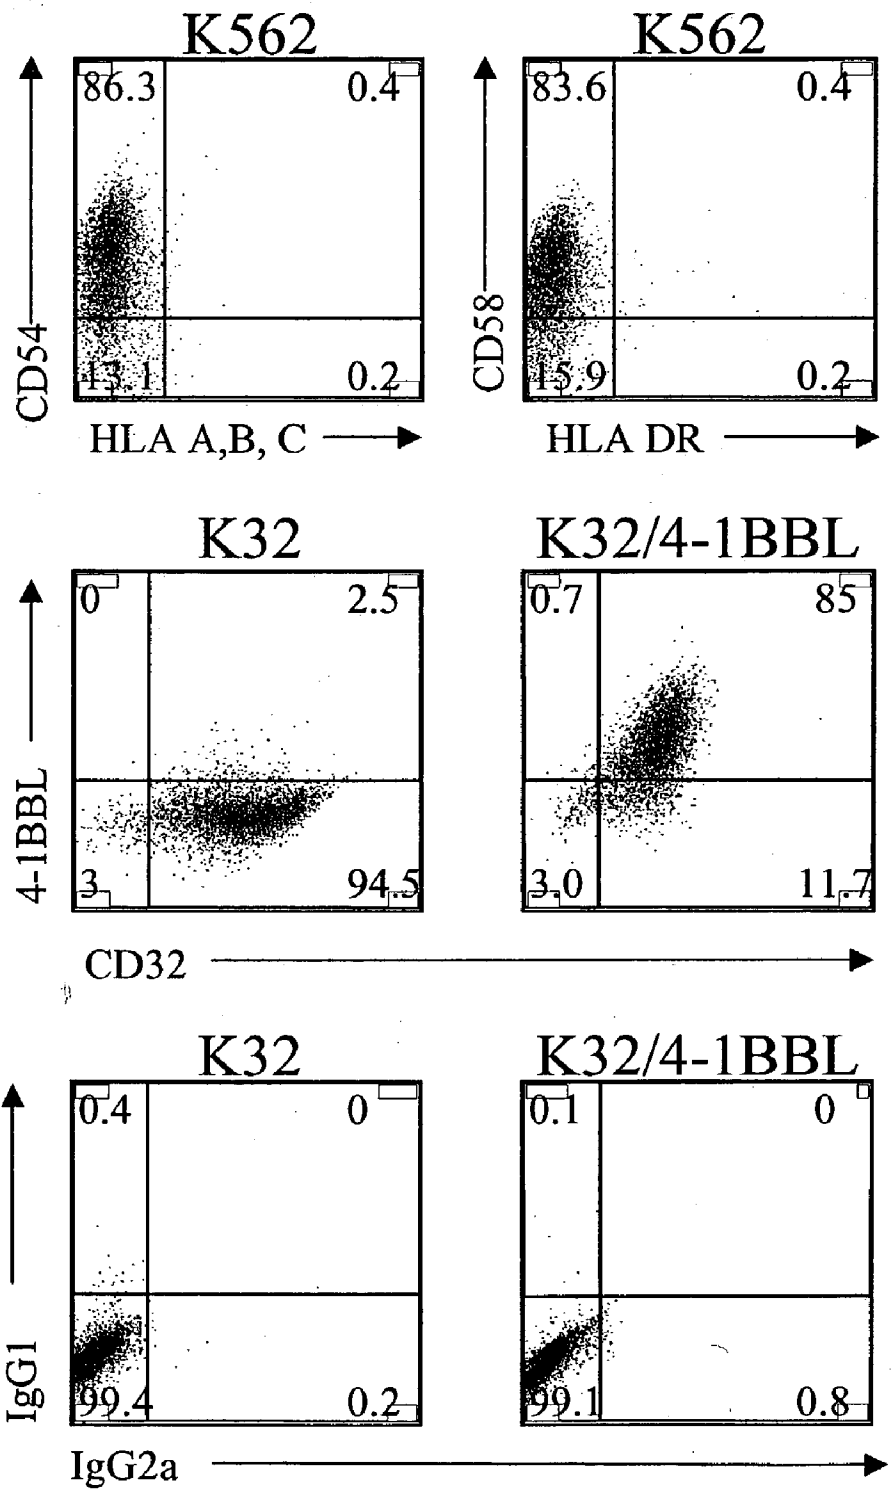 K562 K562
86.3 0.4 83.6 0.4
CD54 CD58
13.1 0.2 15.9 0.2
HLA A,B, C HLA DR
K32 K32/4-1BBL
0 2.5 0.7 85
4-1BBL
3 94.5 3.0 11.7
CD32
K32 K32/4-1BBL
0.4 0 0.1 0
IgG1
99.4 0.2 99.1 0.8
IgG2a